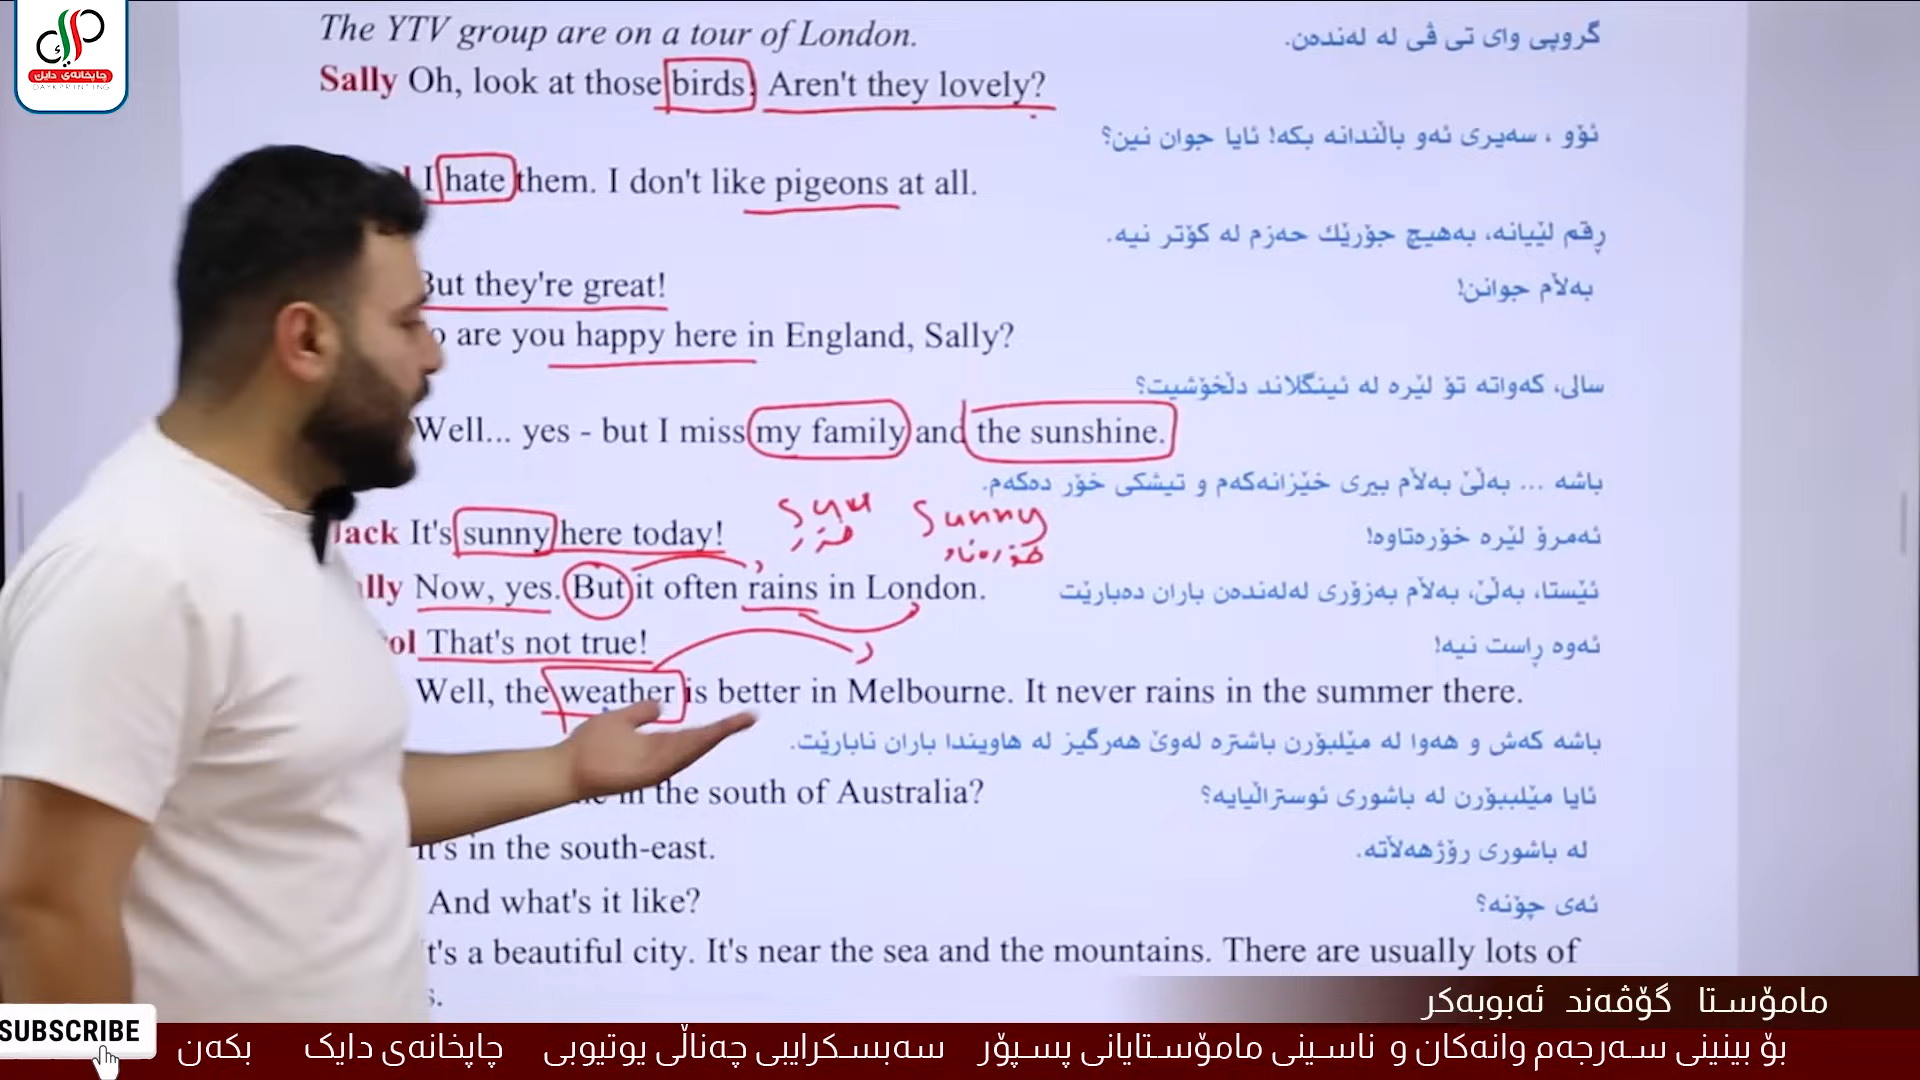 چاپخانەی دایک
DAYK PRINTING
The YTV group are on a tour of London.
گروپی وای تی ڤی لە لەندەن.
Sally Oh, look at those birds! Aren't they lovely?
ئۆو ، سەیری ئەو باڵندانە بکە! ئایا جوان نین؟
I hate them. I don't like pigeons at all.
ڕقم لێیانە، بەهیچ جۆرێك حەزم لە کۆتر نیە.
But they're great!
بەڵام جوانن!
are you happy here in England, Sally?
سالی، کەواتە تۆ لێرە لە ئینگلاند دڵخۆشیت؟
Well... yes - but I miss my family and the sunshine.
باشە ... بەڵێ بەڵام بیری خێزانەکەم و تیشکی خۆر دەکەم.
Jack It's sunny here today!
Sunny
ئەمرۆ لێرە خۆرەتاوە!
lly Now, yes. But it often rains in London.
ئێستا، بەڵێ، بەڵام بەزۆری لەلەندەن باران دەبارێت
ol That's not true!
ئەوە ڕاست نیە!
Well, the weather is better in Melbourne. It never rains in the summer there.
باشە کەش و هەوا لە مێلبۆرن باشترە لەوێ هەرگیز لە هاویندا باران نابارێت.
in the south of Australia?
ئایا مێلبۆرن لە باشوری ئوستراڵیایە؟
It's in the south-east.
لە باشوری رۆژهەڵاتە.
And what's it like?
ئەی چۆنە؟
It's a beautiful city. It's near the sea and the mountains. There are usually lots of
s.
مامۆستا گۆڤەند ئەبوبەکر
SUBSCRIBE
بۆ بینینی سەرجەم وانەکان و ناسینی مامۆستایانی پسپۆر سەبسکرایبی چەناڵی یوتیوبی چاپخانەی دایک بکەن